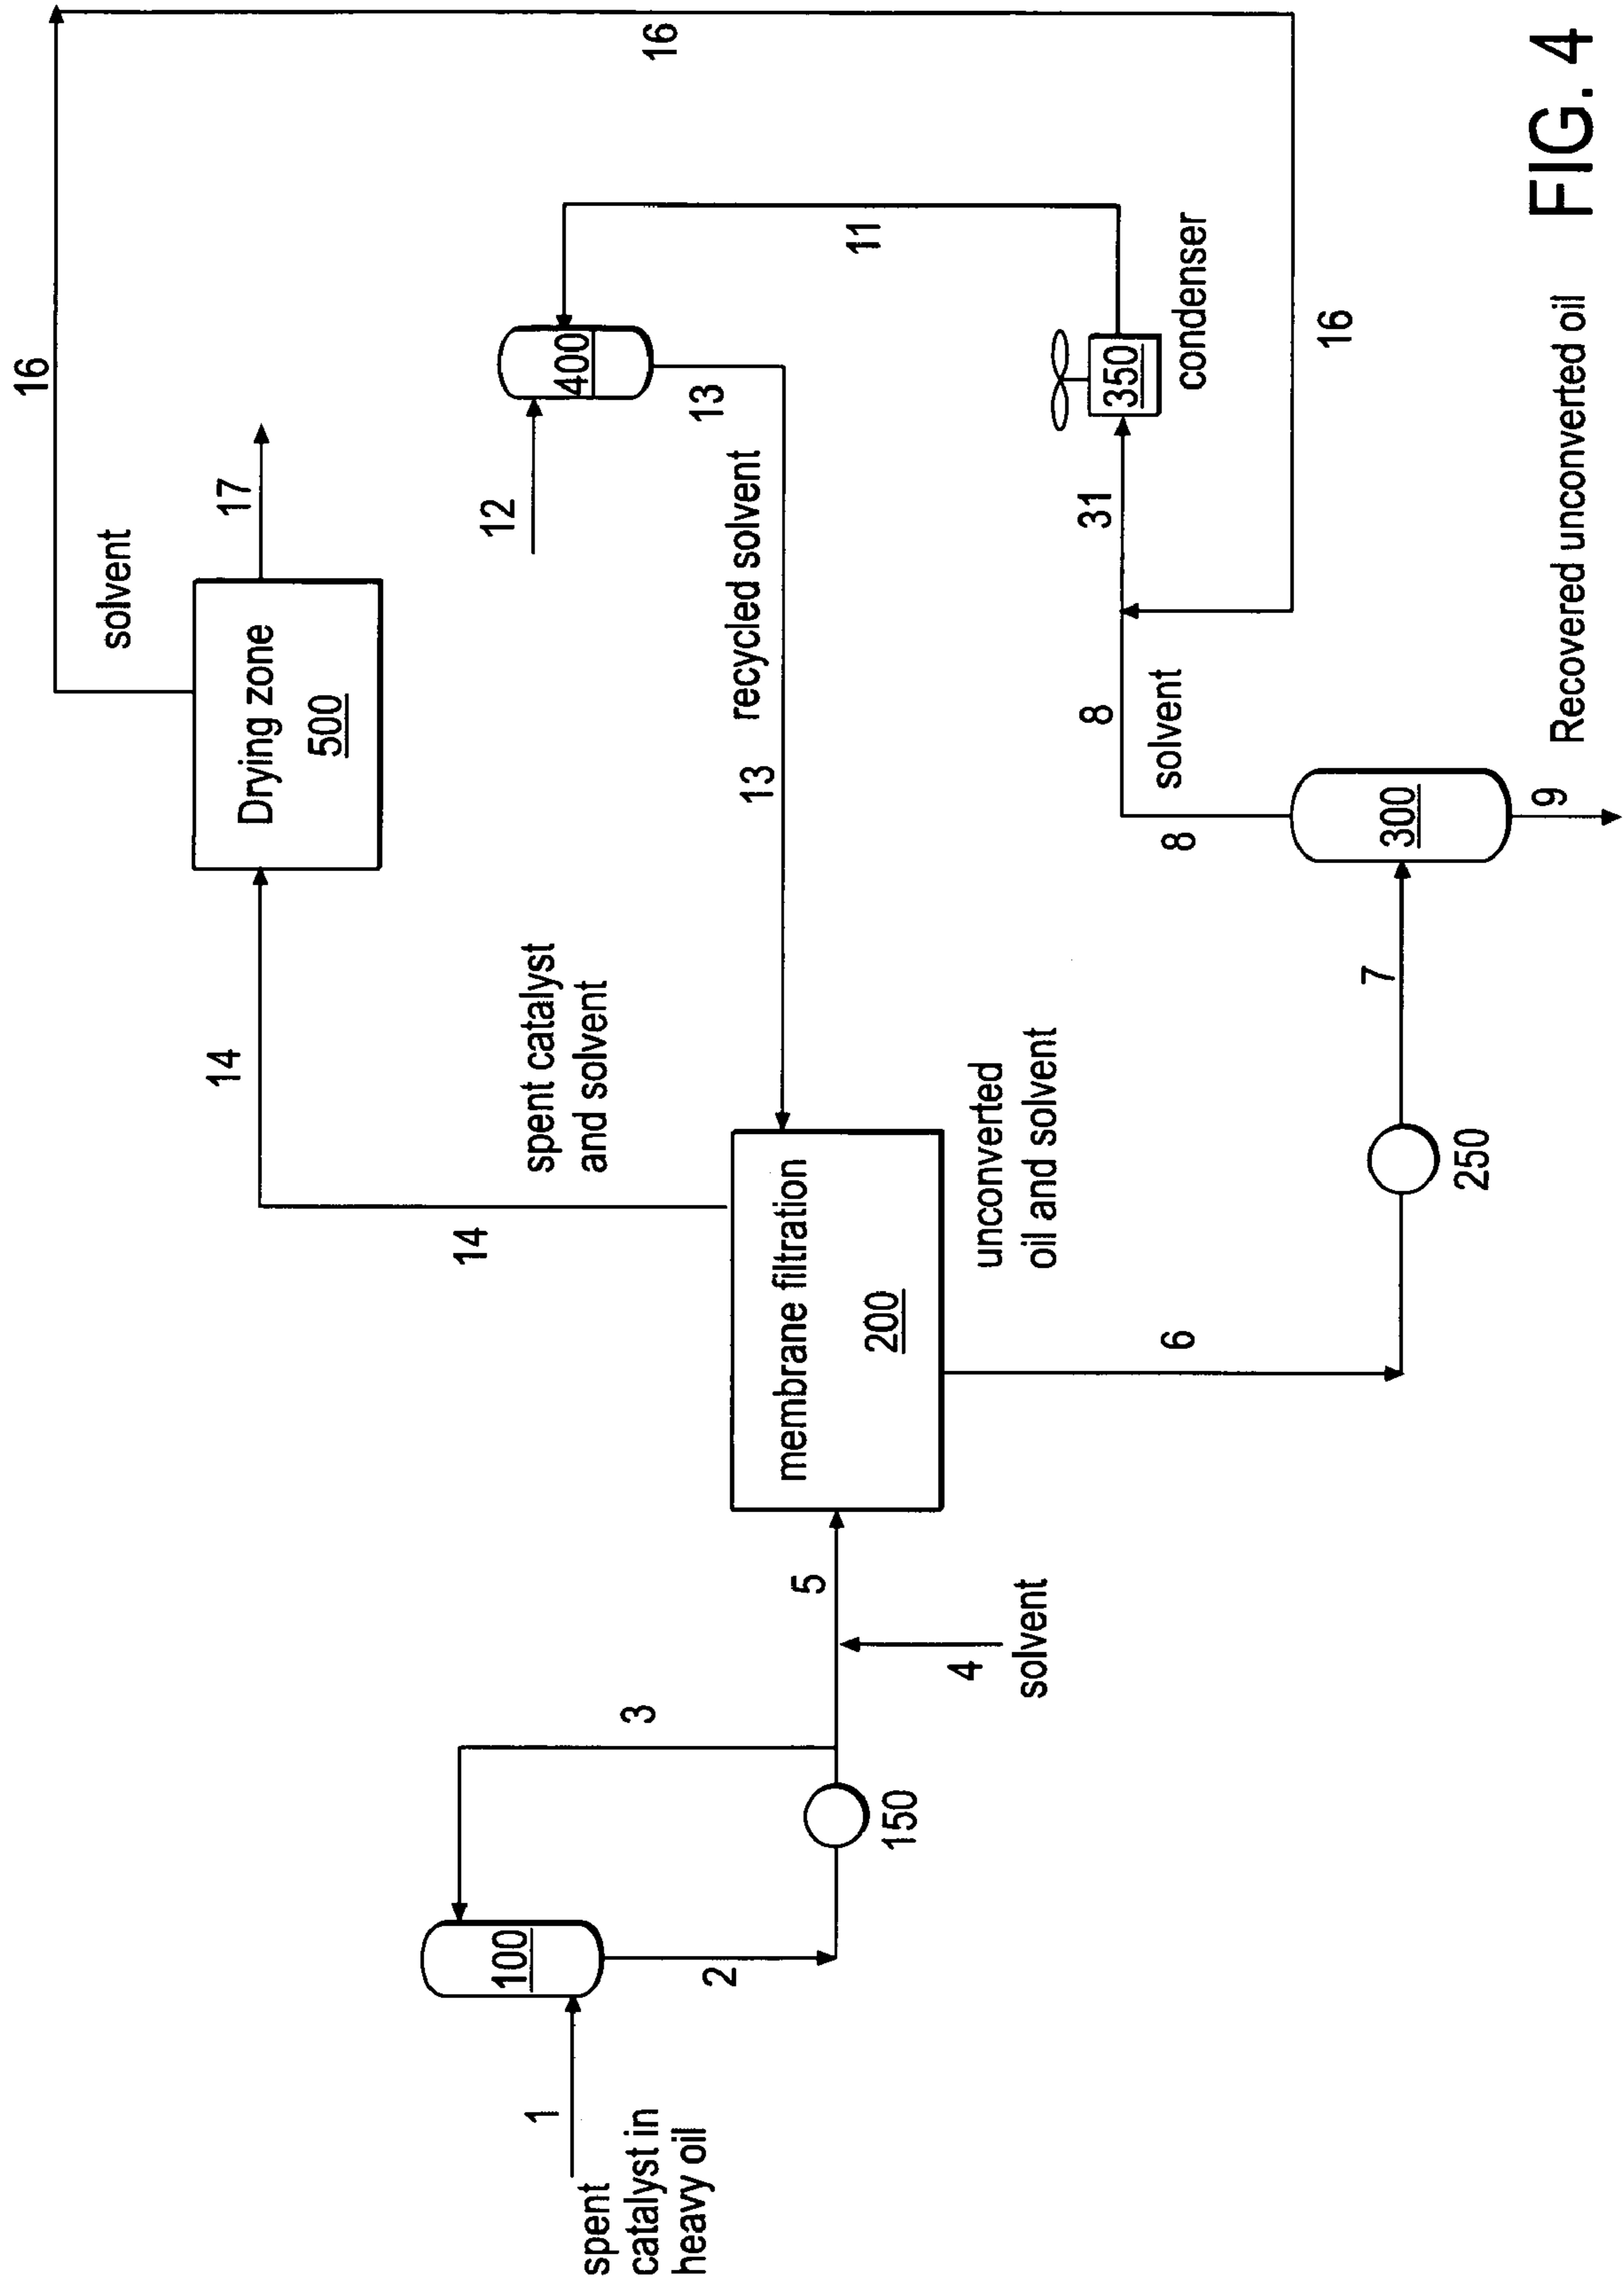 16
16
solvent
17
Drying zone
500
14
14
spent catalyst
and solvent
400
12
13
11
recycled solvent
13
membrane filtration
200
unconverted
oil and solvent
350
condenser
31
16
8
solvent
8
300
9
Recovered unconverted oil
7
250
6
5
4
solvent
3
150
100
2
1
spent
catalyst in
heavy oil
FIG. 4